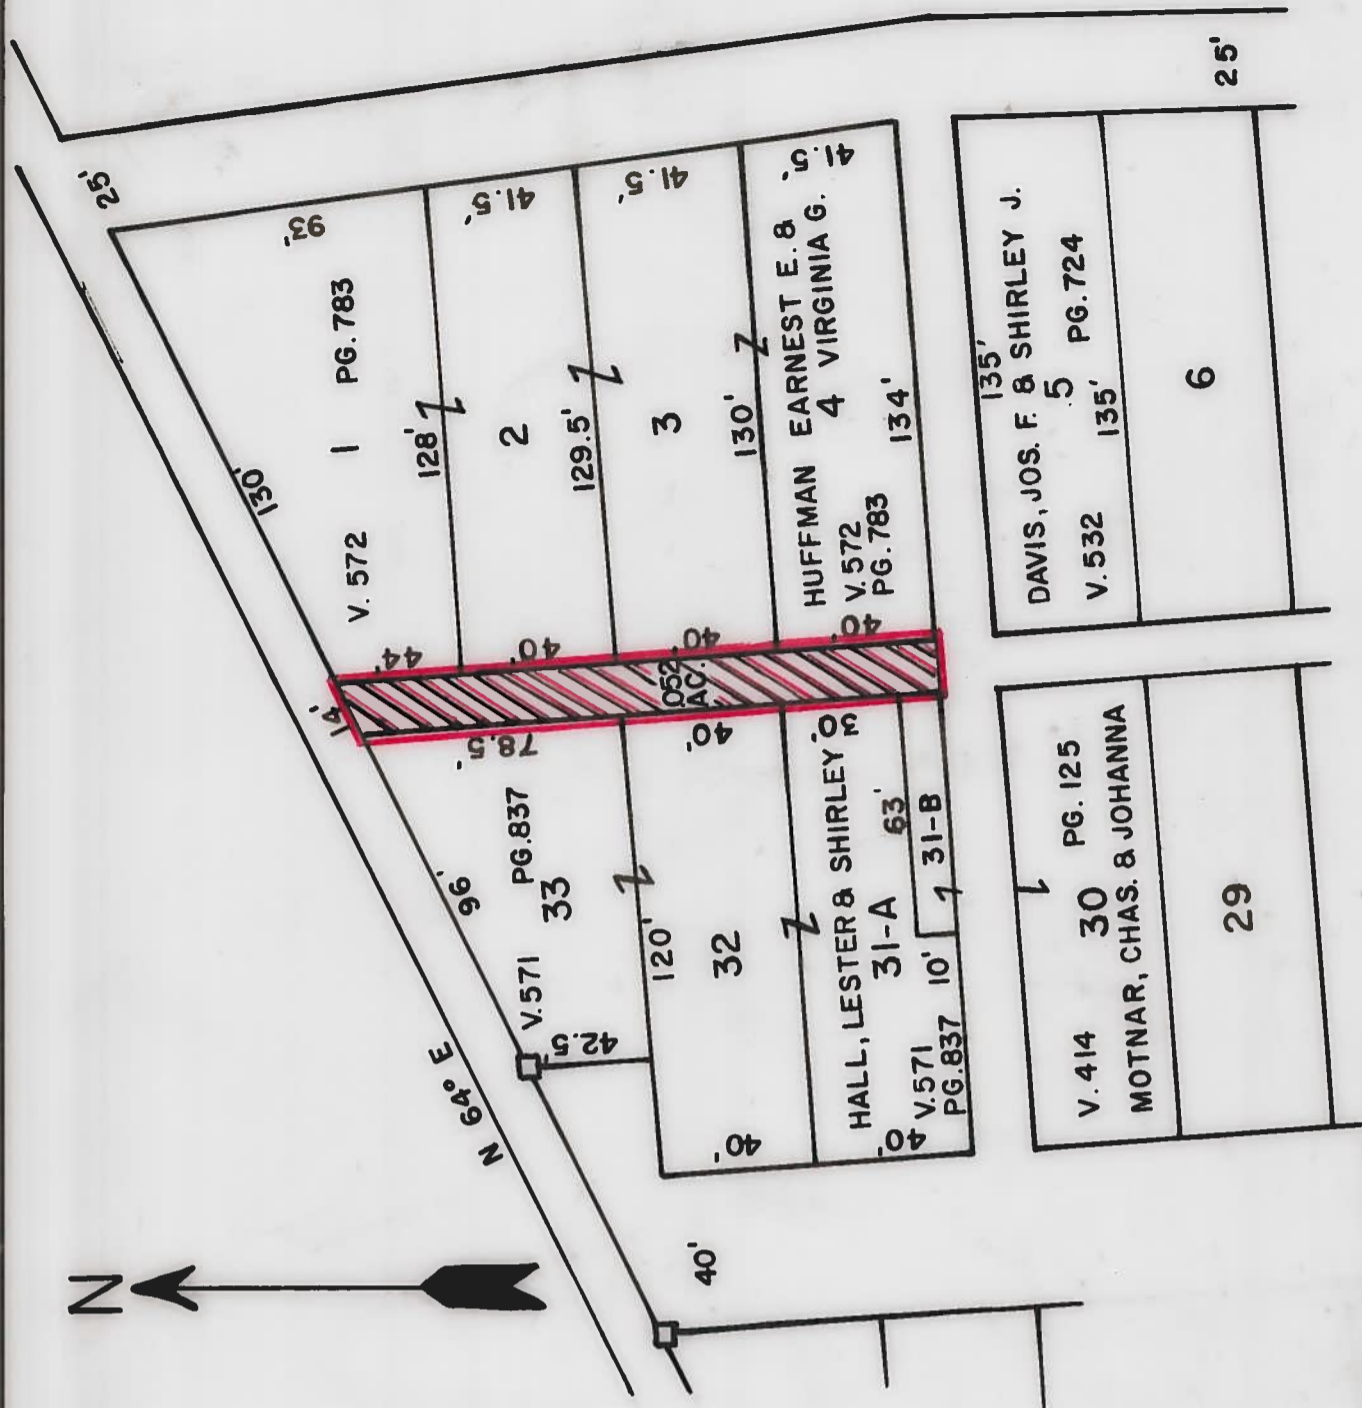 N
N 64° E
25'
130'
14'
96'
93'
V. 572 1 PG. 783
44'
128'
41.5'
2
40'
129.5'
41.5'
3
40'
130'
41.5'
HUFFMAN EARNEST E. &
4 VIRGINIA G.
V. 572
PG. 783
40'
134'
.052
AC.
78.5'
V. 571 PG. 837
33
42.5'
120'
40'
32
40'
HALL, LESTER & SHIRLEY
30'
31-A
63'
V. 571
PG. 837
10'
31-B
40'
40'
135'
DAVIS, JOS. F. & SHIRLEY J.
5
V. 532 PG. 724
135'
6
25'
V. 414 30 PG. 125
MOTNAR, CHAS. & JOHANNA
29